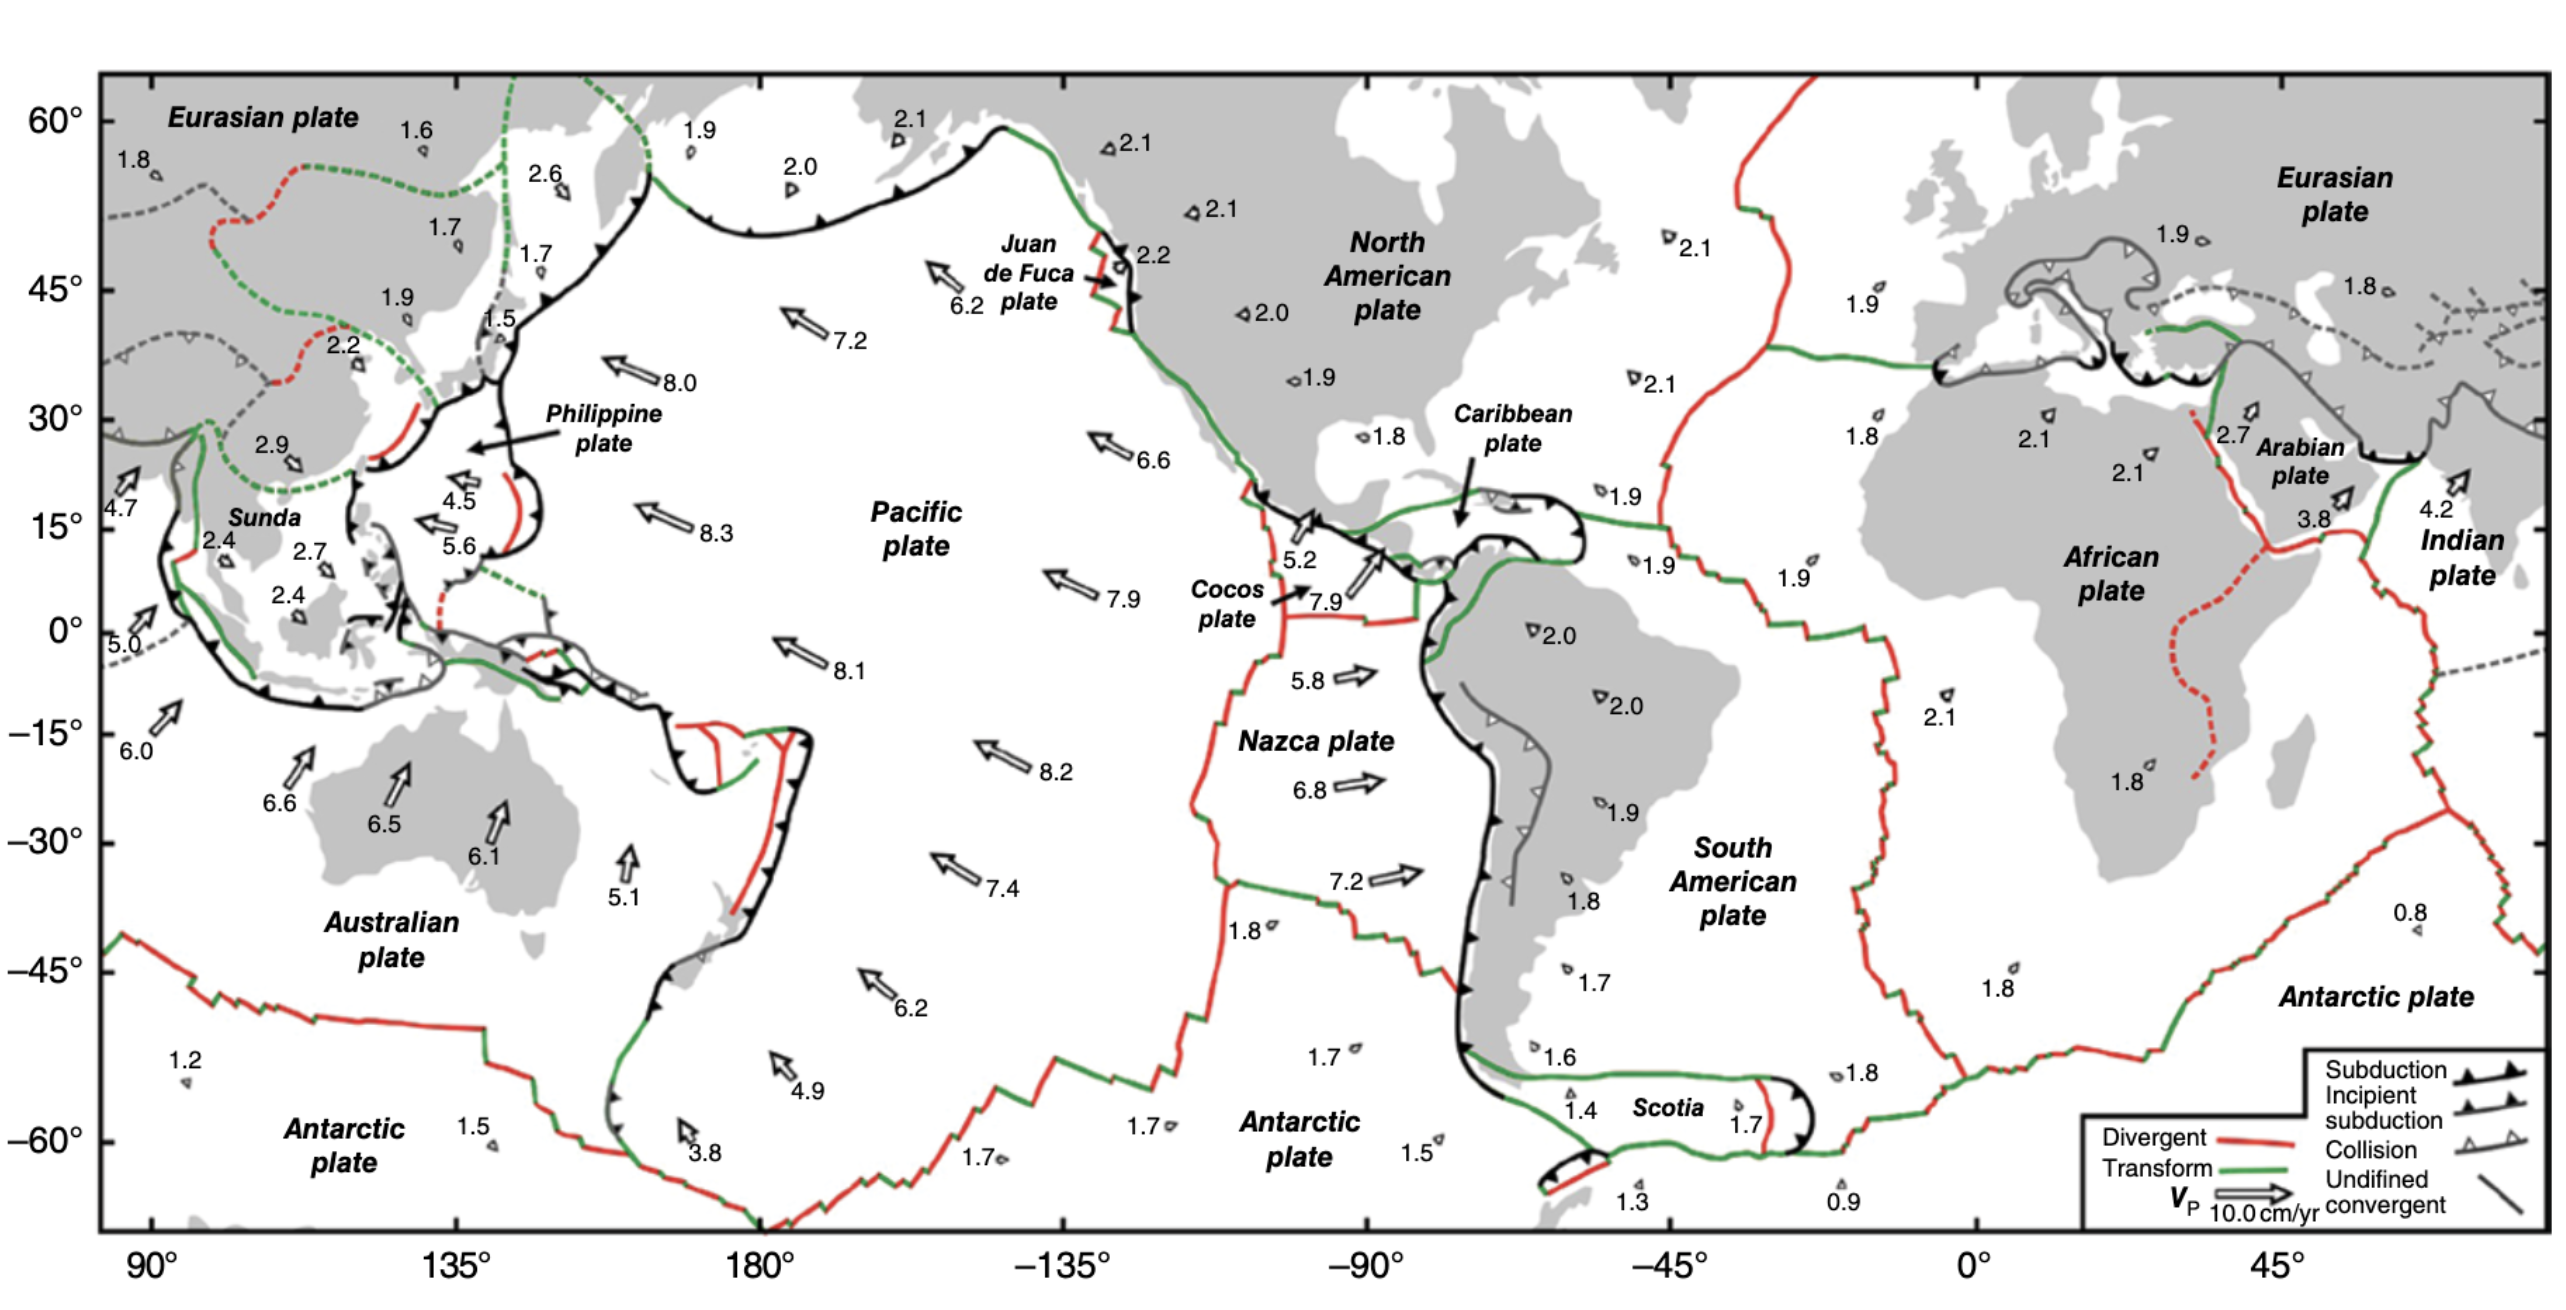 60°
45°
30°
15°
0°
−15°
−30°
−45°
−60°
Eurasian plate
1.6
1.8
2.6
1.9
2.0
2.1
2.1
2.1
1.7
1.7
1.9
1.5
2.2
Juan
de Fuca
plate
2.2
North
American
plate
2.0
1.9
1.8
2.1
2.1
6.2
7.2
8.0
6.6
Philippine
plate
2.9
4.7
4.5
5.6
Sunda
2.4
2.7
2.4
5.0
6.0
8.3
Pacific
plate
7.9
8.1
8.2
7.4
6.2
4.9
3.8
Caribbean
plate
5.2
7.9
Cocos
plate
1.9
1.9
1.9
5.8
Nazca plate
6.8
7.2
2.0
2.0
1.9
1.8
1.7
1.6
South
American
plate
1.8
1.7
6.6
6.5
6.1
5.1
Australian
plate
1.2
Antarctic
plate
1.5
1.7
1.7
1.5
Antarctic
plate
1.4
Scotia
1.7
1.8
1.3
0.9
Eurasian
plate
1.9
1.8
1.9
1.8
2.1
2.1
2.7
Arabian
plate
3.8
4.2
Indian
plate
African
plate
2.1
1.8
1.8
0.8
Antarctic plate
Subduction
Incipient
subduction
Divergent
Collision
Transform
Undifined
convergent
VP 10.0 cm/yr
90°
135°
180°
−135°
−90°
−45°
0°
45°